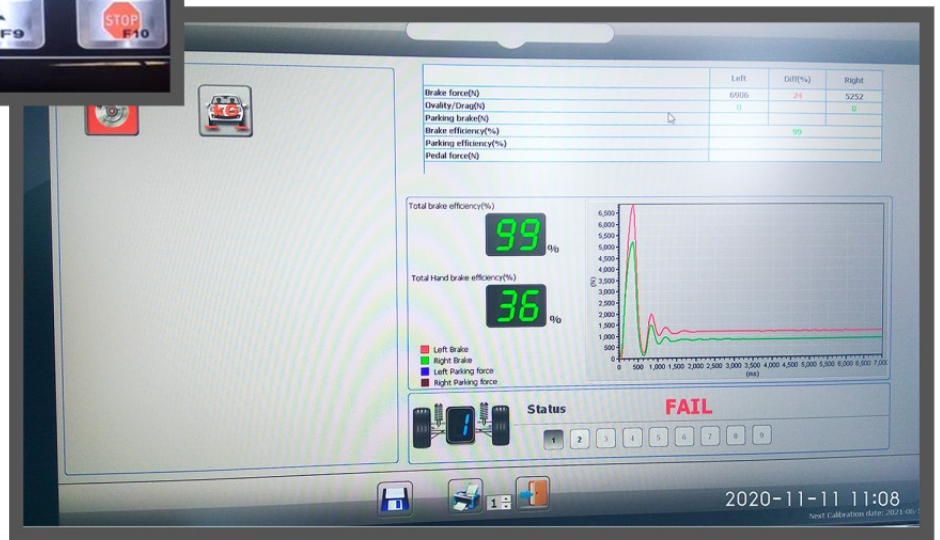 F9
STOP
F10
KG
Left Diff(%) Right
Brake force(N) 6906 24 5252
Ovality/Drag(N) 0 0
Parking brake(N)
Brake efficiency(%) 99
Parking efficiency(%)
Pedal force(N)
Total brake efficiency(%)
99 %
Total Hand brake efficiency(%)
36 %
Left Brake
Right Brake
Left Parking force
Right Parking force
6,500
5,500
5,000
4,500
4,000
3,500
3,000
2,500
2,000
1,500
1,000
500
0
(N)
0 500 1,000 1,500 2,000 2,500 3,000 3,500 4,000 4,500 5,000 5,500 6,000 6,500 7,000
(ms)
1
Status FAIL
1 2 3 4 5 6 7 8 9
1
2020-11-11 11:08
Next Calibration date: 2021-06-